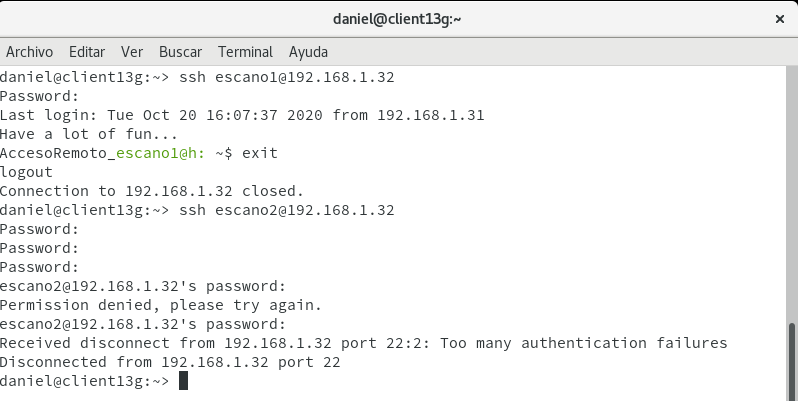 daniel@client13g:~
Archivo Editar Ver Buscar Terminal Ayuda
daniel@client13g:~> ssh escano1@192.168.1.32
Password:
Last login: Tue Oct 20 16:07:37 2020 from 192.168.1.31
Have a lot of fun...
AccesoRemoto_escano1@h: ~$ exit
logout
Connection to 192.168.1.32 closed.
daniel@client13g:~> ssh escano2@192.168.1.32
Password:
Password:
Password:
escano2@192.168.1.32's password:
Permission denied, please try again.
escano2@192.168.1.32's password:
Received disconnect from 192.168.1.32 port 22:2: Too many authentication failures
Disconnected from 192.168.1.32 port 22
daniel@client13g:~>